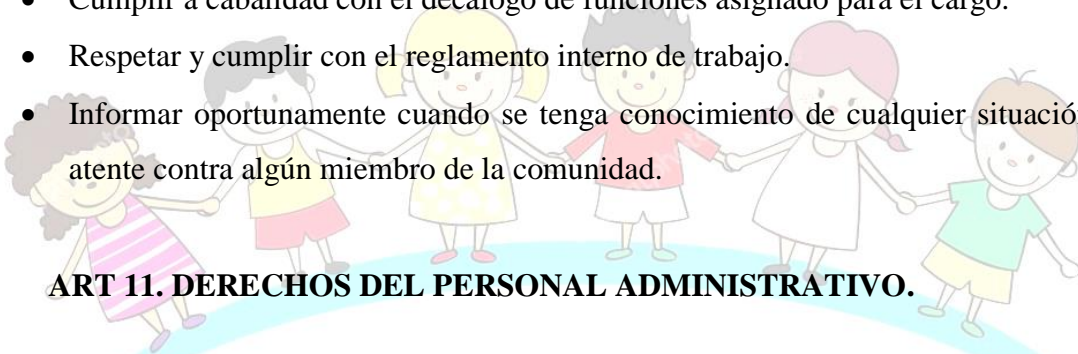 • Cumplir a cabalidad con el decálogo de funciones asignado para el cargo.
• Respetar y cumplir con el reglamento interno de trabajo.
• Informar oportunamente cuando se tenga conocimiento de cualquier situació
atente contra algún miembro de la comunidad.
ART 11. DERECHOS DEL PERSONAL ADMINISTRATIVO.